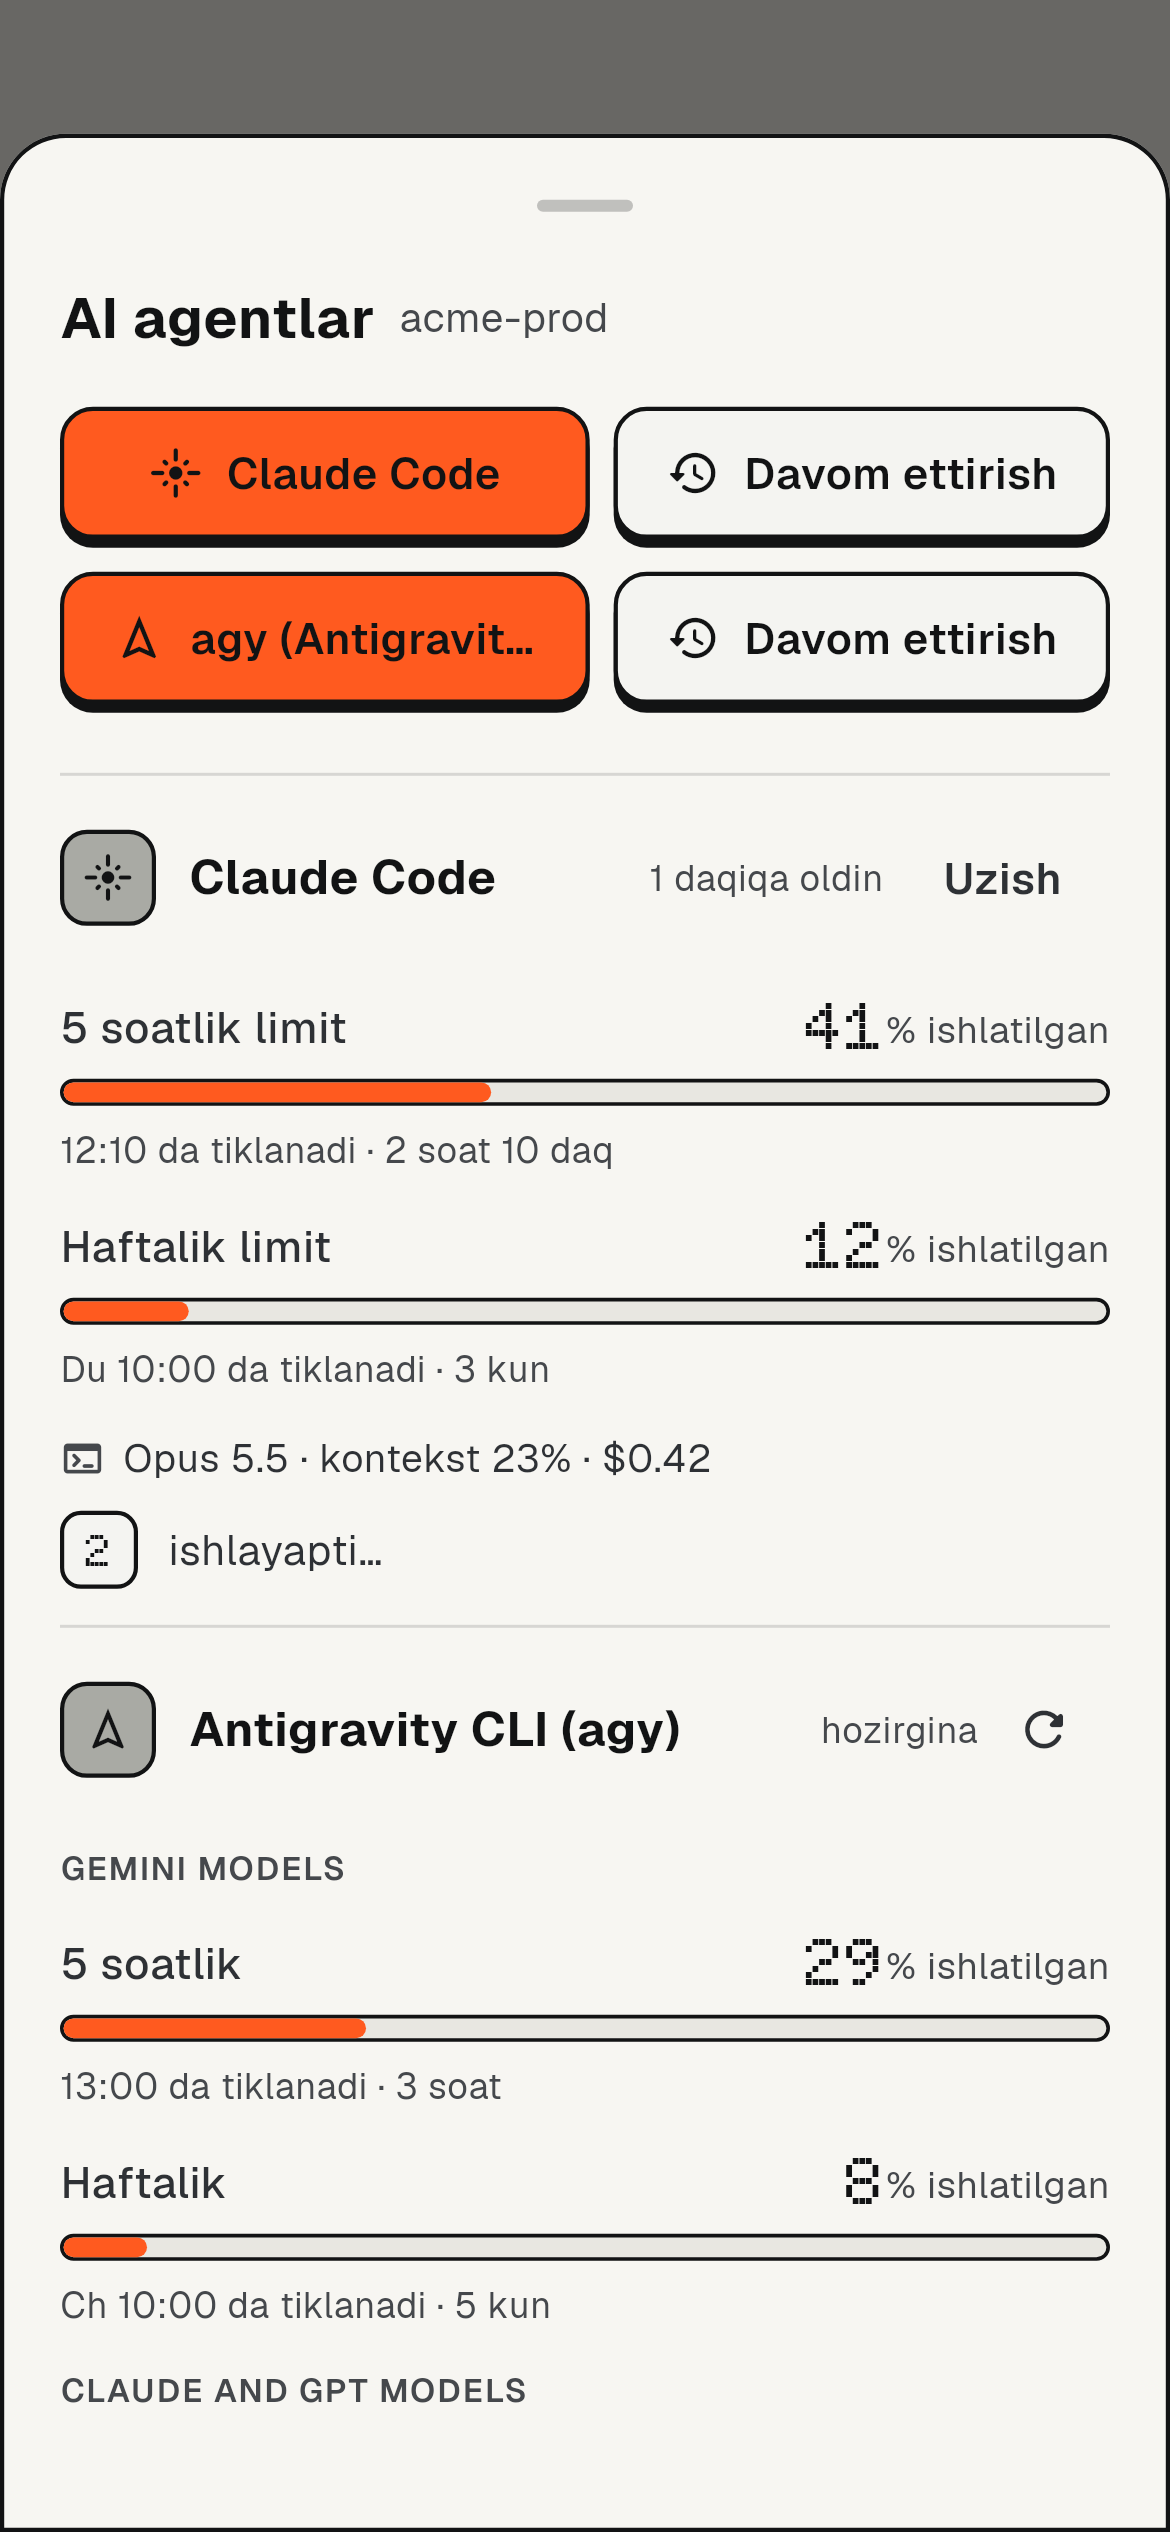 AI agentlar acme-prod
Claude Code
Davom ettirish
agy (Antigravit...
Davom ettirish
Claude Code 1 daqiqa oldin Uzish
5 soatlik limit 41% ishlatilgan
12:10 da tiklanadi · 2 soat 10 daq
Haftalik limit 12% ishlatilgan
Du 10:00 da tiklanadi · 3 kun
Opus 5.5 · kontekst 23% · $0.42
2 ishlayapti...
Antigravity CLI (agy) hozirgina
GEMINI MODELS
5 soatlik 29% ishlatilgan
13:00 da tiklanadi · 3 soat
Haftalik 8% ishlatilgan
Ch 10:00 da tiklanadi · 5 kun
CLAUDE AND GPT MODELS